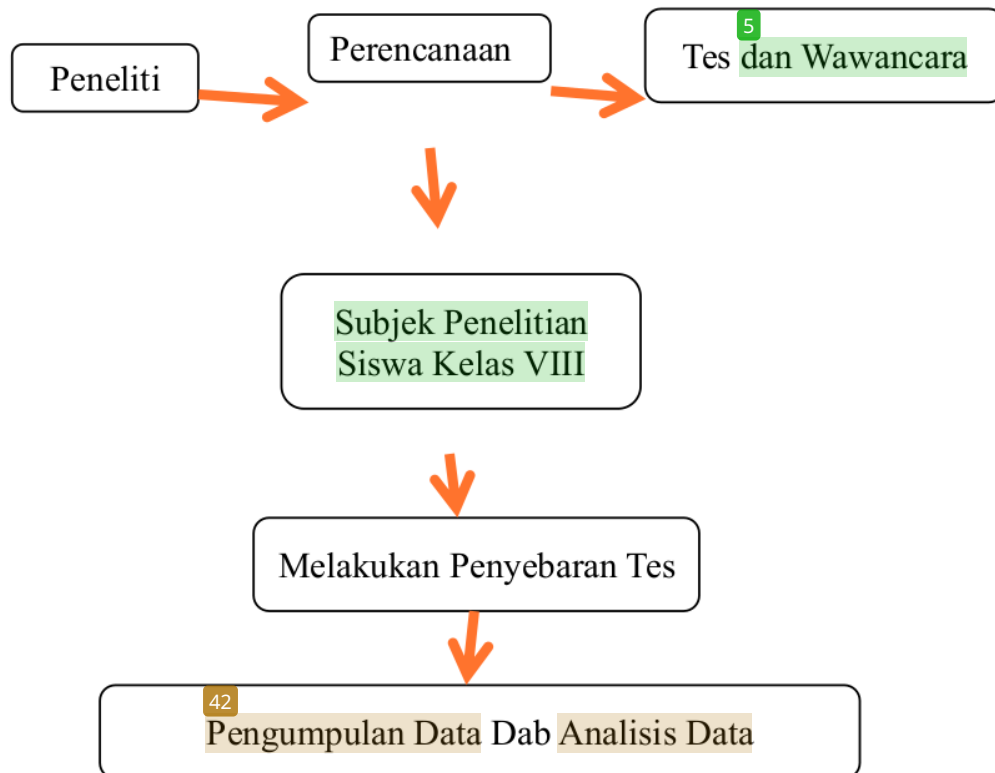 Peneliti
Perencanaan
5
Tes dan Wawancara
Subjek Penelitian
Siswa Kelas VIII
Melakukan Penyebaran Tes
42
Pengumpulan Data Dab Analisis Data